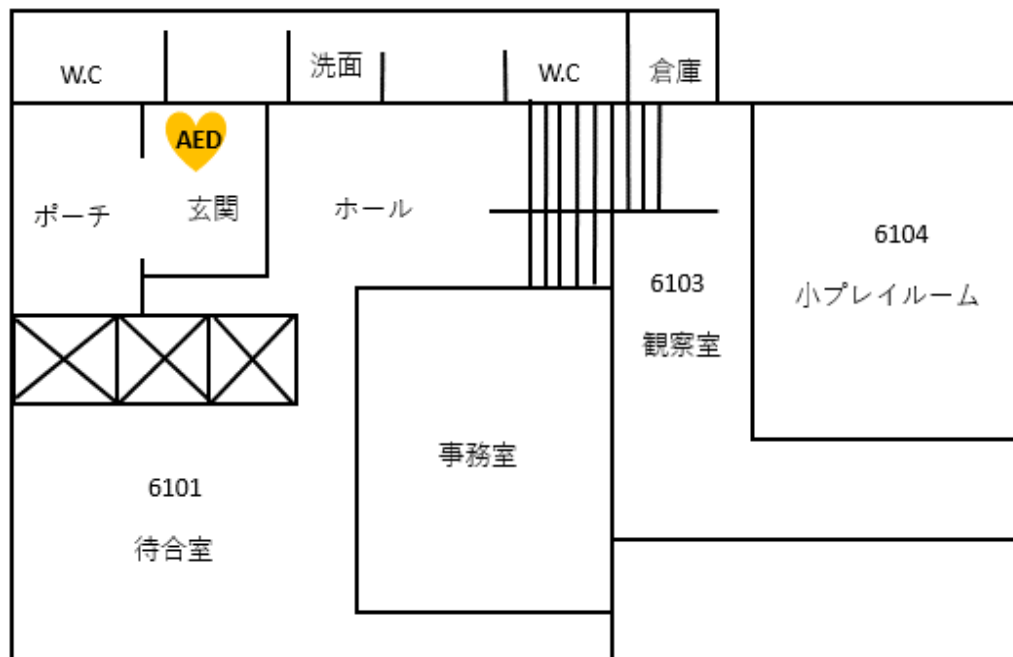 W.C
洗面
W.C
倉庫
AED
ポーチ
玄関
ホール
6104
小プレイルーム
6103
観察室
事務室
6101
待合室